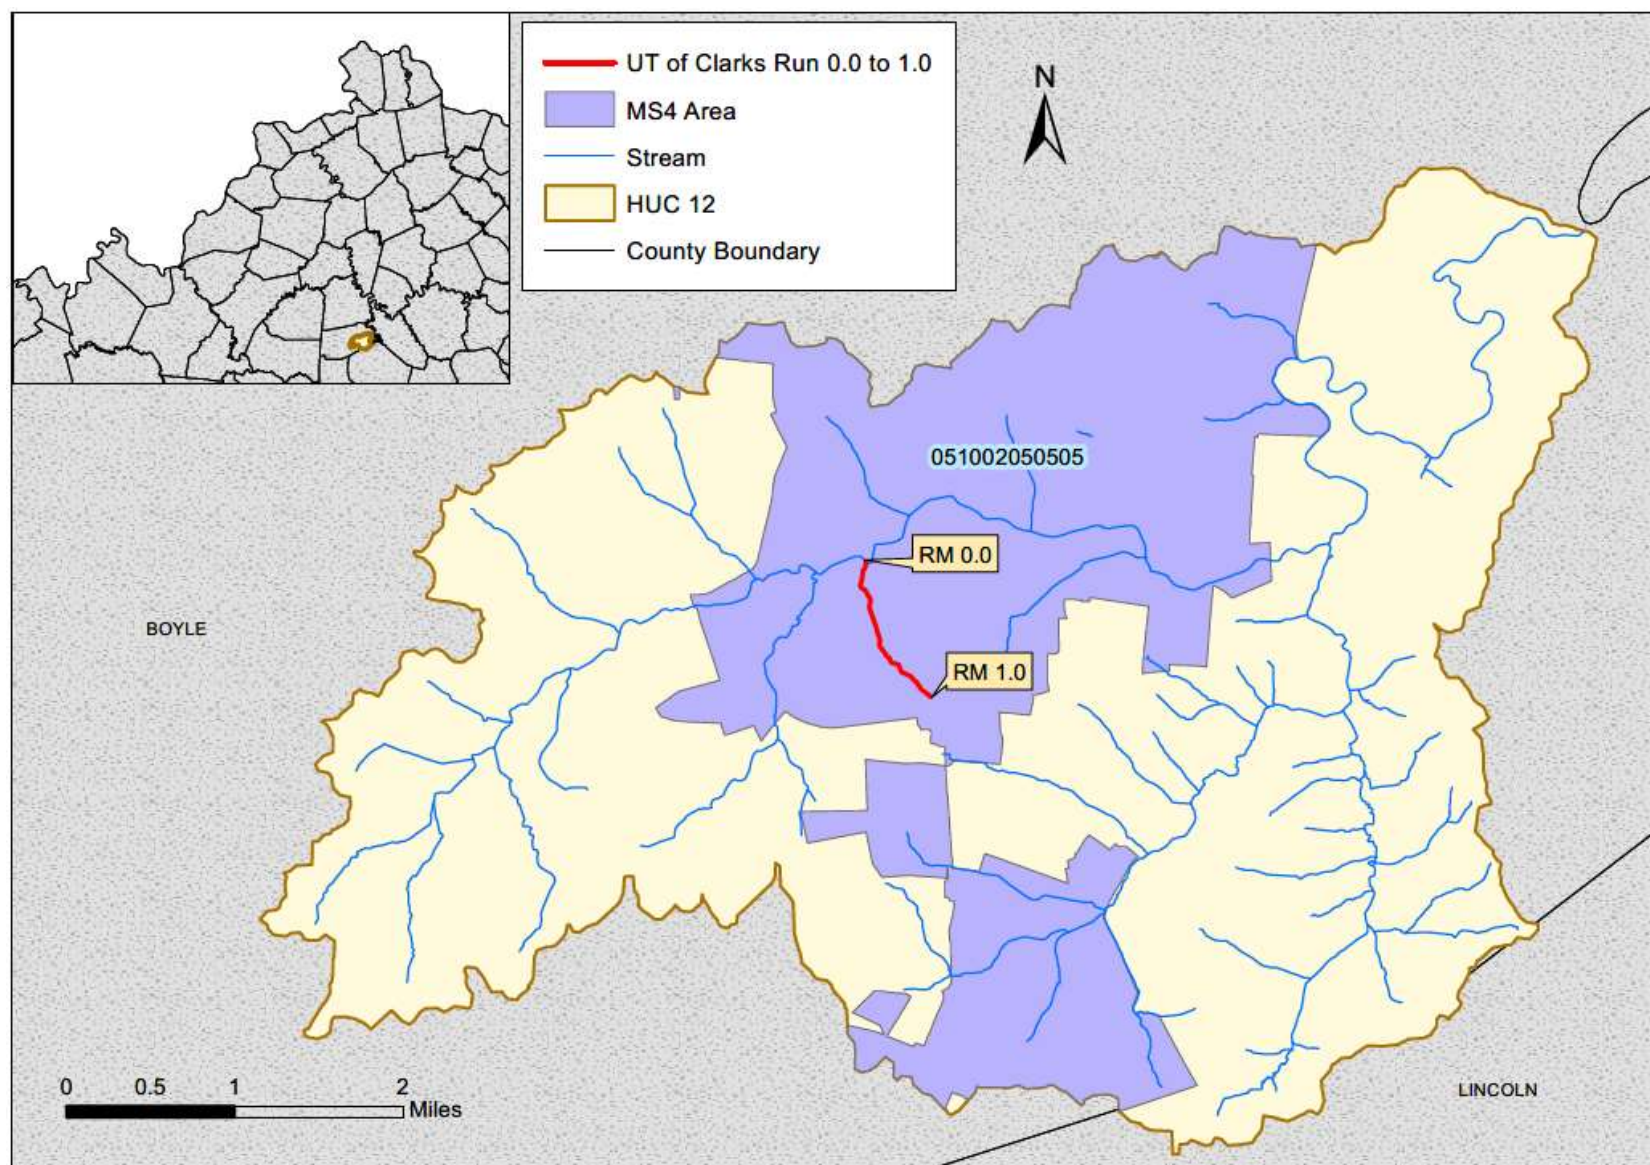 UT of Clarks Run 0.0 to 1.0
MS4 Area
Stream
HUC 12
County Boundary
N
051002050505
RM 0.0
RM 1.0
BOYLE
LINCOLN
0 0.5 1 2
Miles